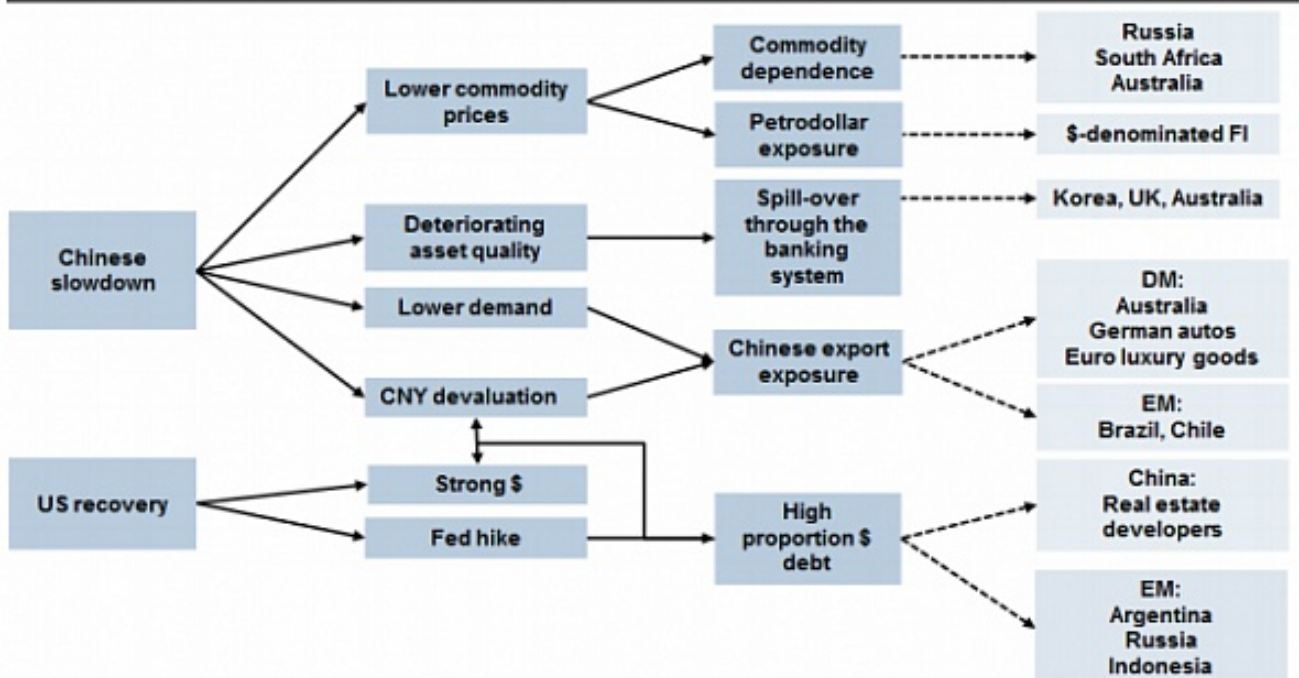 Chinese
slowdown
US recovery
Lower commodity
prices
Deteriorating
asset quality
Lower demand
CNY devaluation
Strong $
Fed hike
Commodity
dependence
Petrodollar
exposure
Spill-over
through the
banking
system
Chinese export
exposure
High
proportion $
debt
Russia
South Africa
Australia
$-denominated FI
Korea, UK, Australia
DM:
Australia
German autos
Euro luxury goods
EM:
Brazil, Chile
China:
Real estate
developers
EM:
Argentina
Russia
Indonesia